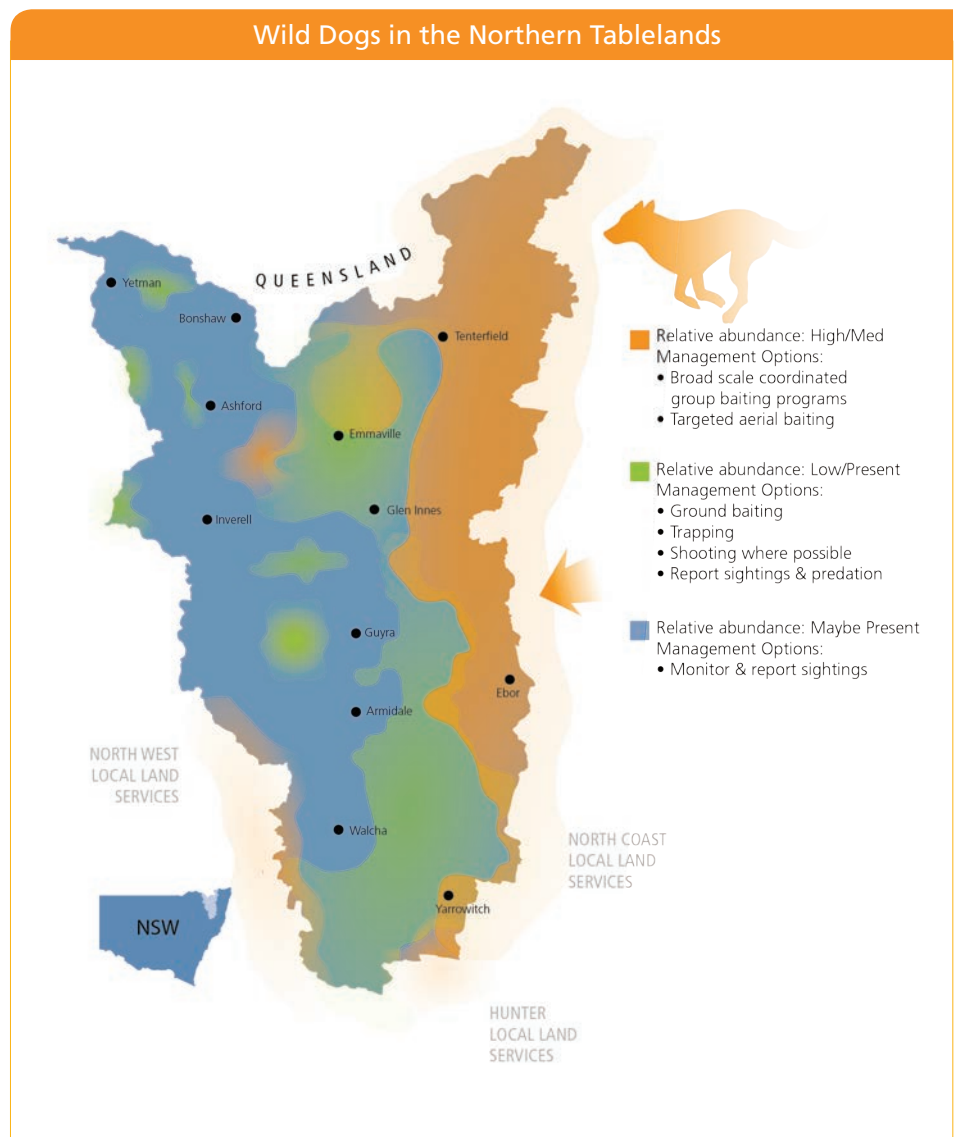 Wild Dogs in the Northern Tablelands
QUEENSLAND
Yetman
Bonshaw
Tenterfield
Ashford
Emmaville
Glen Innes
Inverell
Guyra
Ebor
Armidale
Walcha
Yarrowitch
NORTH WEST
LOCAL LAND
SERVICES
NORTH COAST
LOCAL LAND
SERVICES
HUNTER
LOCAL LAND
SERVICES
NSW
Relative abundance: High/Med
Management Options:
• Broad scale coordinated
group baiting programs
• Targeted aerial baiting
Relative abundance: Low/Present
Management Options:
• Ground baiting
• Trapping
• Shooting where possible
• Report sightings & predation
Relative abundance: Maybe Present
Management Options:
• Monitor & report sightings